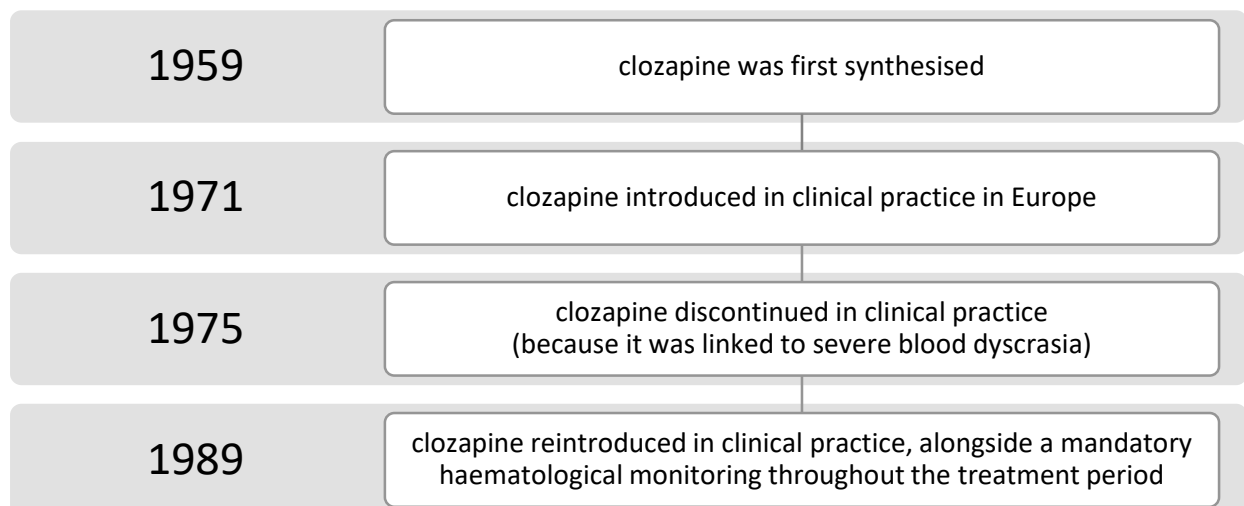 1959
clozapine was first synthesised
1971
clozapine introduced in clinical practice in Europe
1975
clozapine discontinued in clinical practice
(because it was linked to severe blood dyscrasia)
1989
clozapine reintroduced in clinical practice, alongside a mandatory
haematological monitoring throughout the treatment period